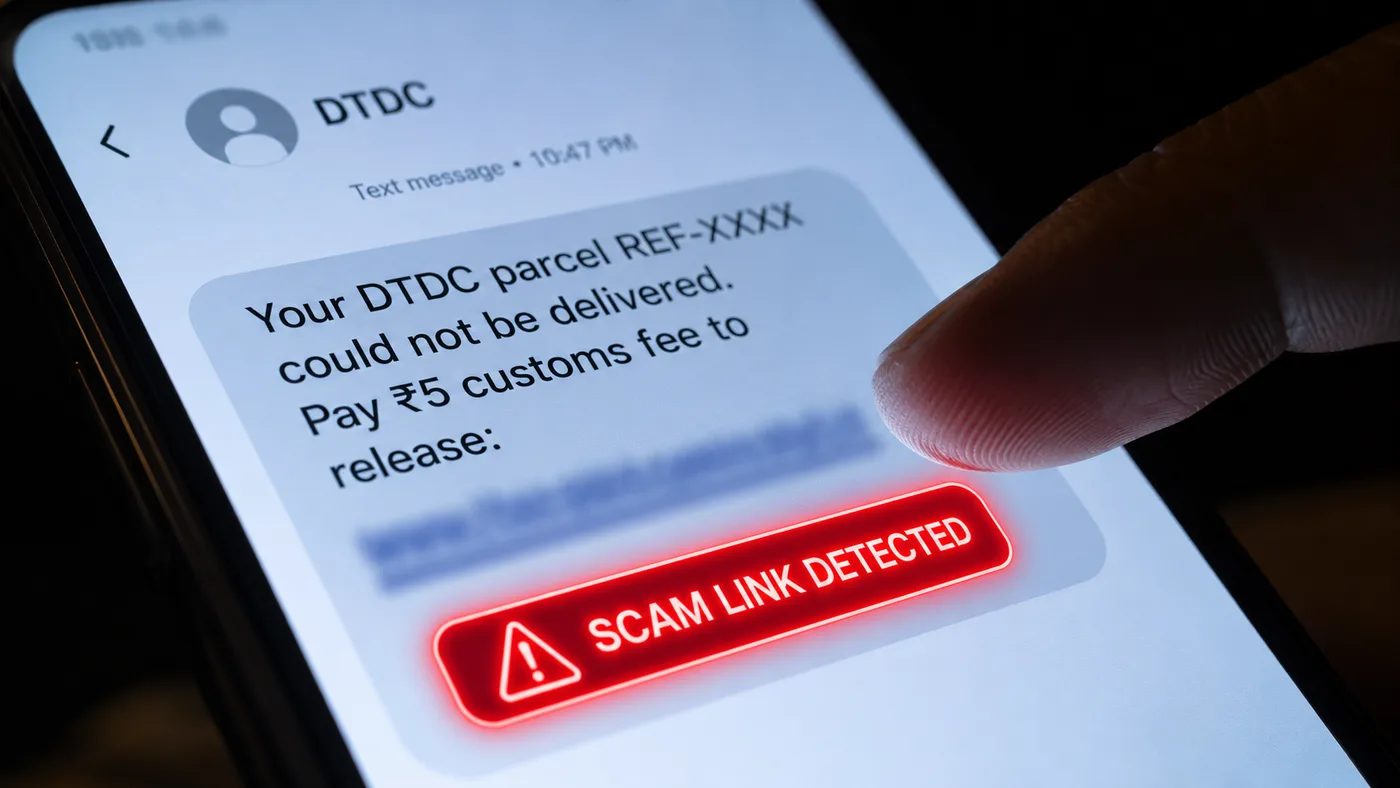 DTDC
Text message • 10:47 PM
Your DTDC parcel REF-XXXX
could not be delivered.
Pay ₹5 customs fee to
release:
SCAM LINK DETECTED